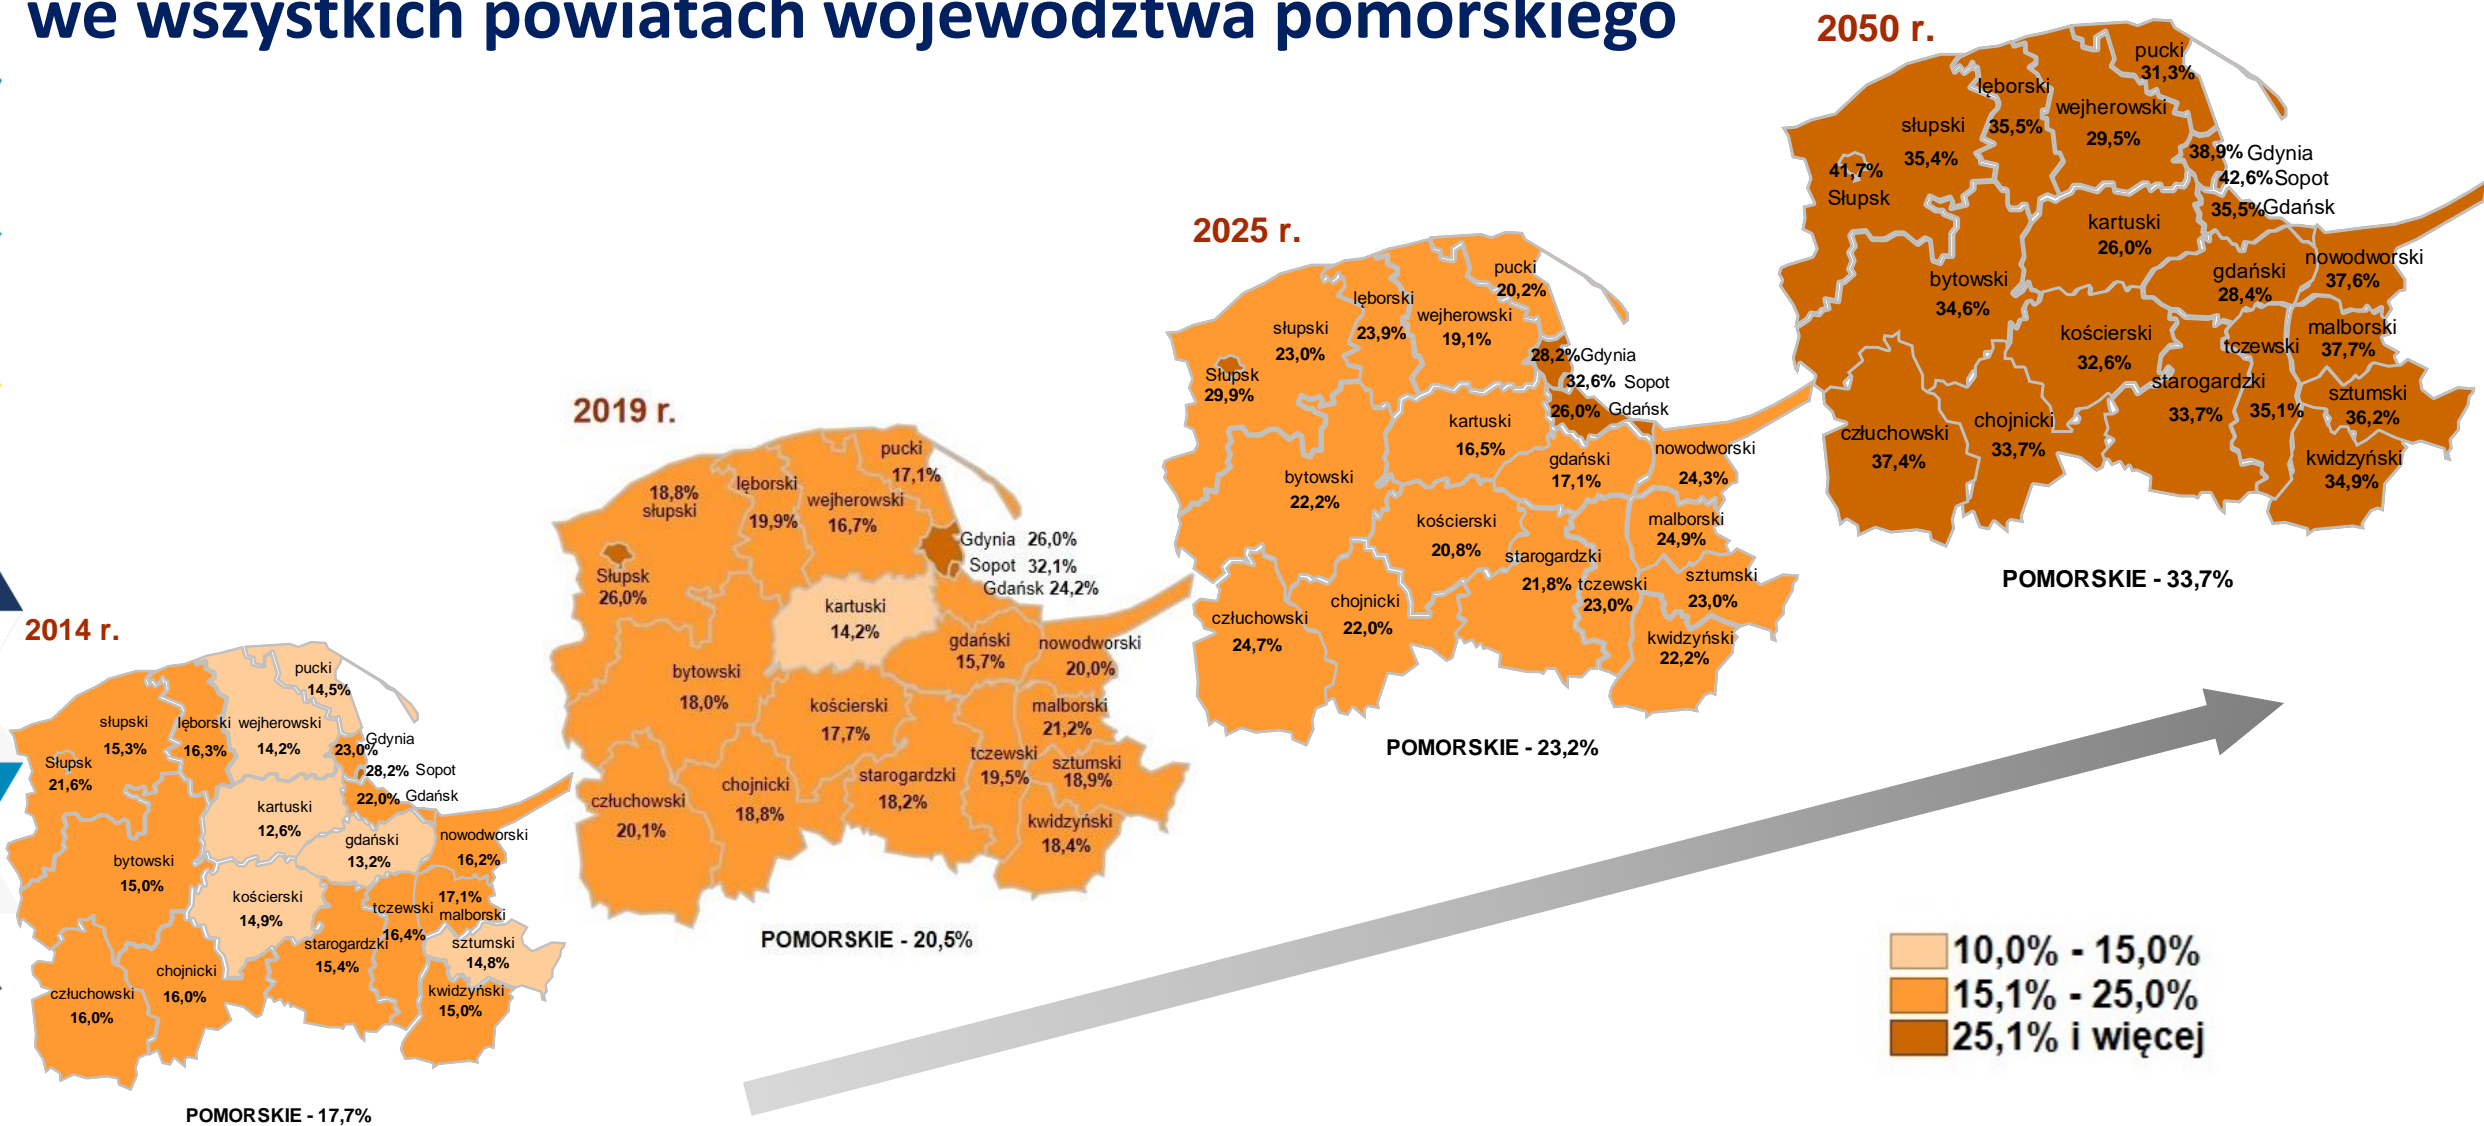 we wszystkich powiatach województwa pomorskiego
2014 r.
pucki
14,5%
słupski
15,3%
lęborski
16,3%
wejherowski
14,2%
Gdynia
23,0%
28,2% Sopot
22,0% Gdańsk
Słupsk
21,6%
kartuski
12,6%
gdański
13,2%
nowodworski
16,2%
bytowski
15,0%
kościerski
14,9%
17,1%
malborski
tczewski
16,4%
starogardzki
15,4%
sztumski
14,8%
człuchowski
16,0%
chojnicki
16,0%
kwidzyński
15,0%
POMORSKIE - 17,7%
2019 r.
pucki
17,1%
18,8%
słupski
lęborski
19,9%
wejherowski
16,7%
Gdynia 26,0%
Sopot 32,1%
Gdańsk 24,2%
Słupsk
26,0%
kartuski
14,2%
gdański
15,7%
nowodworski
20,0%
bytowski
18,0%
kościerski
17,7%
malborski
21,2%
tczewski
19,5%
sztumski
18,9%
starogardzki
18,2%
człuchowski
20,1%
chojnicki
18,8%
kwidzyński
18,4%
POMORSKIE - 20,5%
2025 r.
pucki
20,2%
lęborski
23,9%
wejherowski
19,1%
słupski
23,0%
28,2% Gdynia
32,6% Sopot
26,0% Gdańsk
Słupsk
29,9%
kartuski
16,5%
gdański
17,1%
nowodworski
24,3%
bytowski
22,2%
kościerski
20,8%
malborski
24,9%
starogardzki
21,8%
tczewski
23,0%
sztumski
23,0%
człuchowski
24,7%
chojnicki
22,0%
kwidzyński
22,2%
POMORSKIE - 23,2%
2050 r.
pucki
31,3%
lęborski
35,5%
wejherowski
29,5%
słupski
35,4%
38,9% Gdynia
42,6% Sopot
35,5% Gdańsk
41,7%
Słupsk
kartuski
26,0%
gdański
28,4%
nowodworski
37,6%
bytowski
34,6%
kościerski
32,6%
malborski
37,7%
tczewski
35,1%
starogardzki
33,7%
sztumski
36,2%
człuchowski
37,4%
chojnicki
33,7%
kwidzyński
34,9%
POMORSKIE - 33,7%
10,0% - 15,0%
15,1% - 25,0%
25,1% i więcej